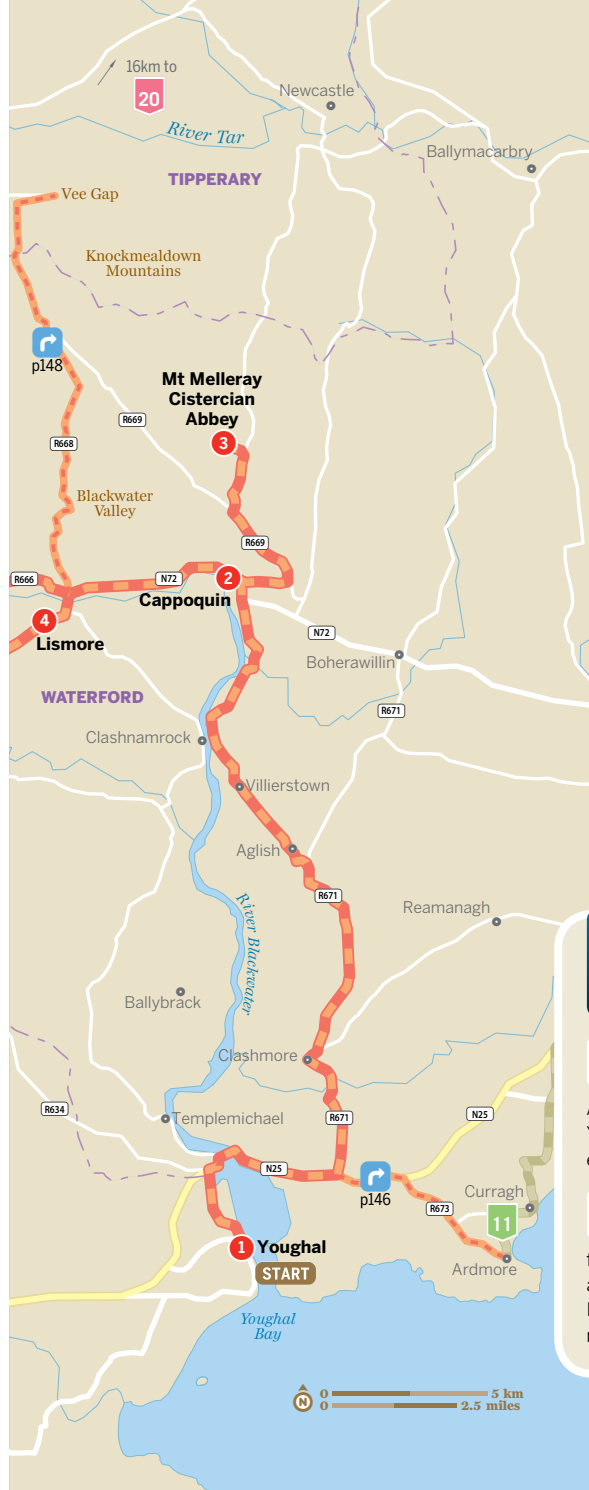 16km to
20
Newcastle
River Tar
Ballymacarbry
TIPPERARY
Vee Gap
Knockmealdown
Mountains
p148
Mt Melleray
Cistercian
Abbey
3
R669
R668
Blackwater
Valley
R669
R666
N72
2
Cappoquin
4
Lismore
N72
Boherawillin
WATERFORD
R671
Clashnamrock
Villierstown
Aglish
R671
Reamanagh
River Blackwater
Ballybrack
Clashmore
R634
Templemichael
R671
N25
N25
p146
Curragh
R673
11
1 Youghal
START
Ardmore
Youghal
Bay
N
0 5 km
0 2.5 miles